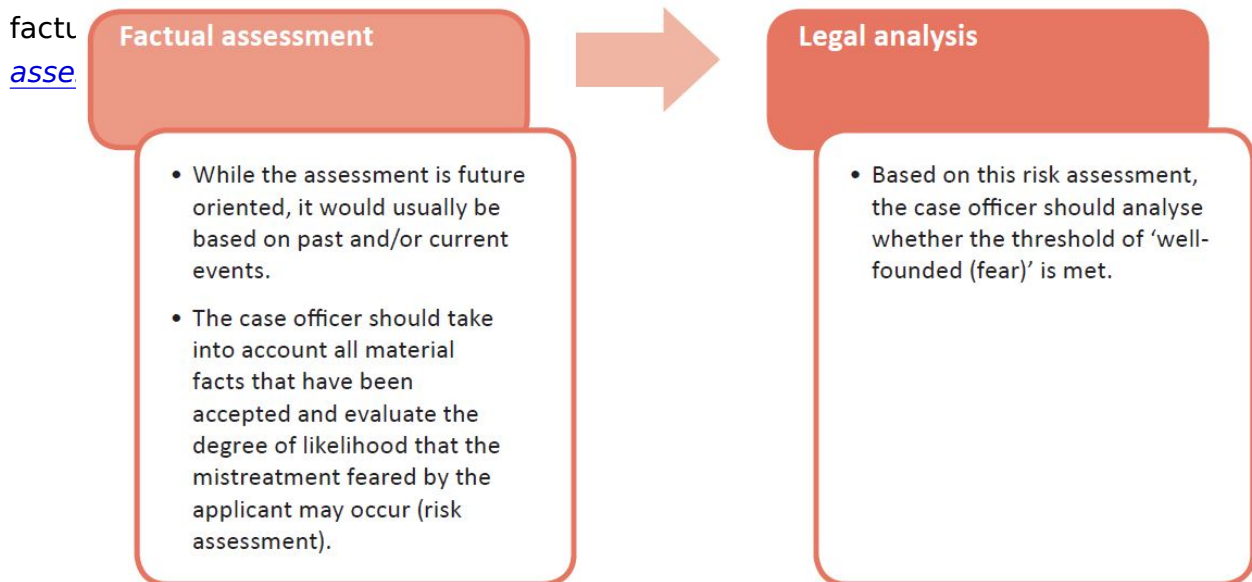 Factual assessment
Legal analysis
• While the assessment is future
oriented, it would usually be
based on past and/or current
events.
• The case officer should take
into account all material
facts that have been
accepted and evaluate the
degree of likelihood that the
mistreatment feared by the
applicant may occur (risk
assessment).
• Based on this risk assessment,
the case officer should analyse
whether the threshold of ‘well-
founded (fear)’ is met.